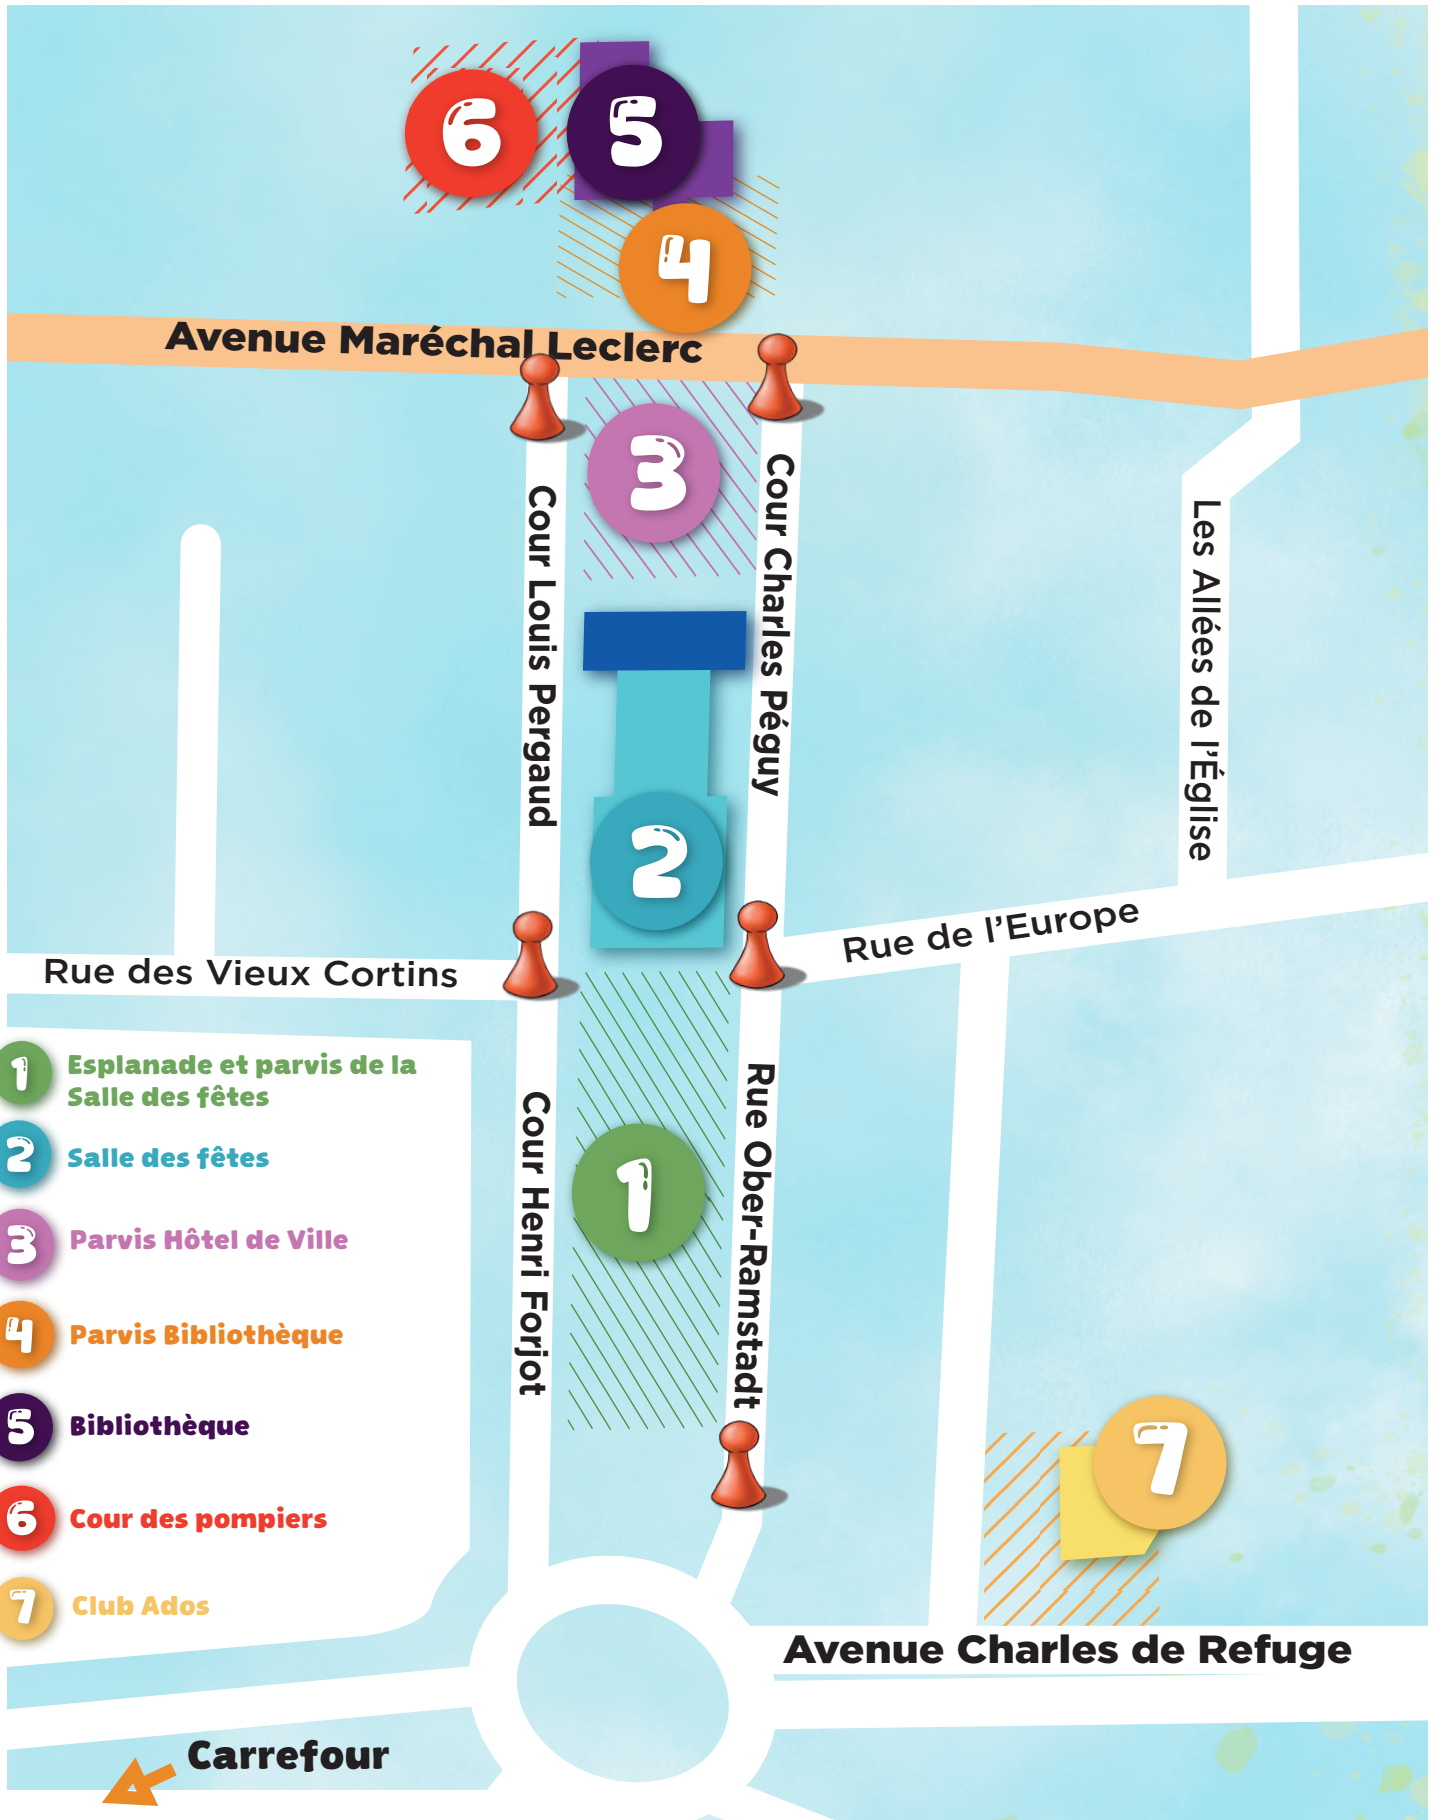 6
5
4
Avenue Maréchal Leclerc
3
Cour Louis Pergaud
Cour Charles Péguy
Les Allées de l'Église
2
Rue de l'Europe
Rue des Vieux Cortins
1
Cour Henri Forjot
Rue Ober-Ramstadt
7
1 Esplanade et parvis de la
Salle des fêtes
2 Salle des fêtes
3 Parvis Hôtel de Ville
4 Parvis Bibliothèque
5 Bibliothèque
6 Cour des pompiers
7 Club Ados
Avenue Charles de Refuge
Carrefour